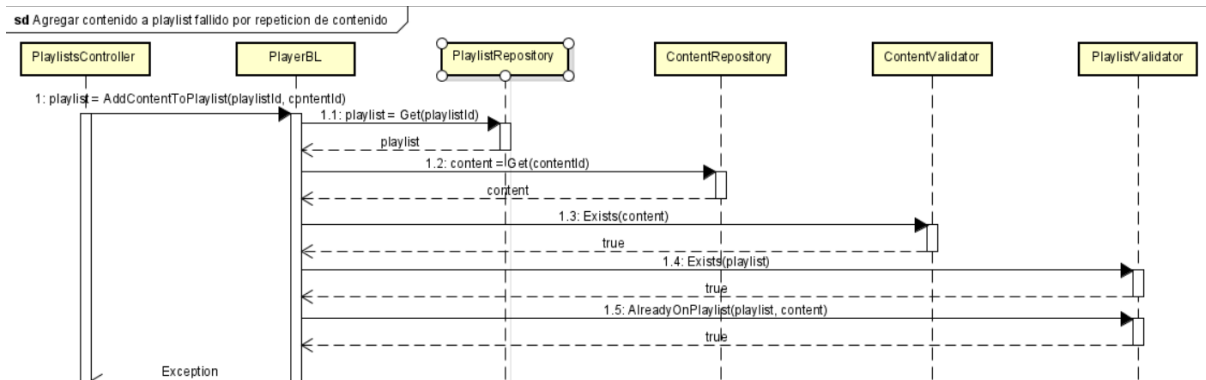 sd Agregar contenido a playlist fallido por repeticion de contenido
PlaylistsController
PlayerBL
PlaylistRepository
ContentRepository
ContentValidator
PlaylistValidator
1: playlist = AddContentToPlaylist(playlistId, contentId)
1.1: playlist = Get(playlistId)
playlist
1.2: content = Get(contentId)
content
1.3: Exists(content)
true
1.4: Exists(playlist)
true
1.5: AlreadyOnPlaylist(playlist, content)
true
Exception